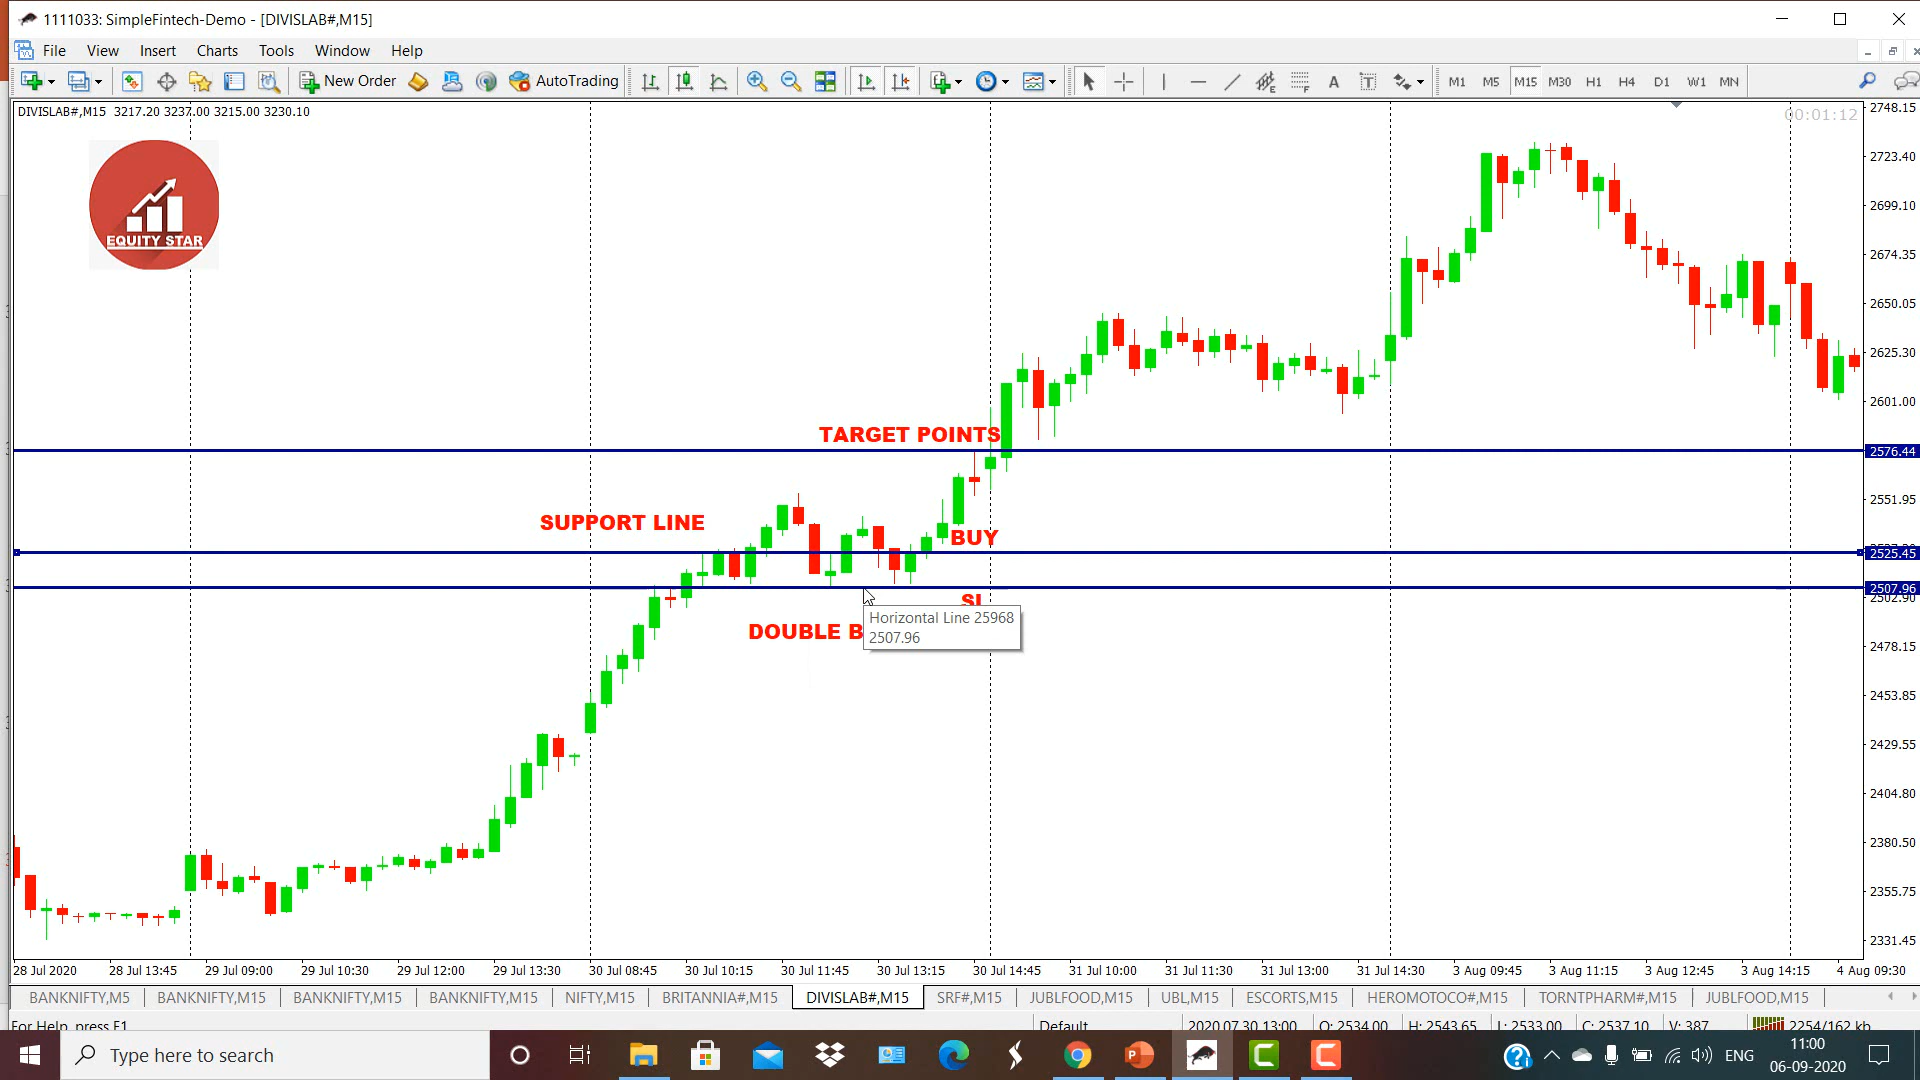 1111033: SimpleFintech-Demo - [DIVISLAB#,M15]
File View Insert Charts Tools Window Help
New Order AutoTrading M1 M5 M15 M30 H1 H4 D1 W1 MN
DIVISLAB#,M15 3217.20 3237.00 3215.00 3230.10
00:01:12
EQUITY STAR
2748.15
2723.40
2699.10
2674.35
2650.05
2625.30
2601.00
TARGET POINTS
2576.44
2551.95
SUPPORT LINE
BUY
2525.45
2507.96
2502.90
Horizontal Line 25968
2507.96
DOUBLE B
2478.15
2453.85
2429.55
2404.80
2380.50
2355.75
2331.45
28 Jul 2020 28 Jul 13:45 29 Jul 09:00 29 Jul 10:30 29 Jul 12:00 29 Jul 13:30 30 Jul 08:45 30 Jul 10:15 30 Jul 11:45 30 Jul 13:15 30 Jul 14:45 31 Jul 10:00 31 Jul 11:30 31 Jul 13:00 31 Jul 14:30 3 Aug 09:45 3 Aug 11:15 3 Aug 12:45 3 Aug 14:15 4 Aug 09:30
BANKNIFTY,M5 BANKNIFTY,M15 BANKNIFTY,M15 BANKNIFTY,M15 NIFTY,M15 BRITANNIA#,M15 DIVISLAB#,M15 SRF#,M15 JUBLFOOD,M15 UBL,M15 ESCORTS,M15 HEROMOTOCO#,M15 TORNTPHARM#,M15 JUBLFOOD,M15
For Help, press F1 Default 2020.07.30 13:00 O: 2534.00 H: 2543.65 L: 2533.00 C: 2537.10 V: 387 2254/162 kb
Type here to search
ENG
11:00
06-09-2020